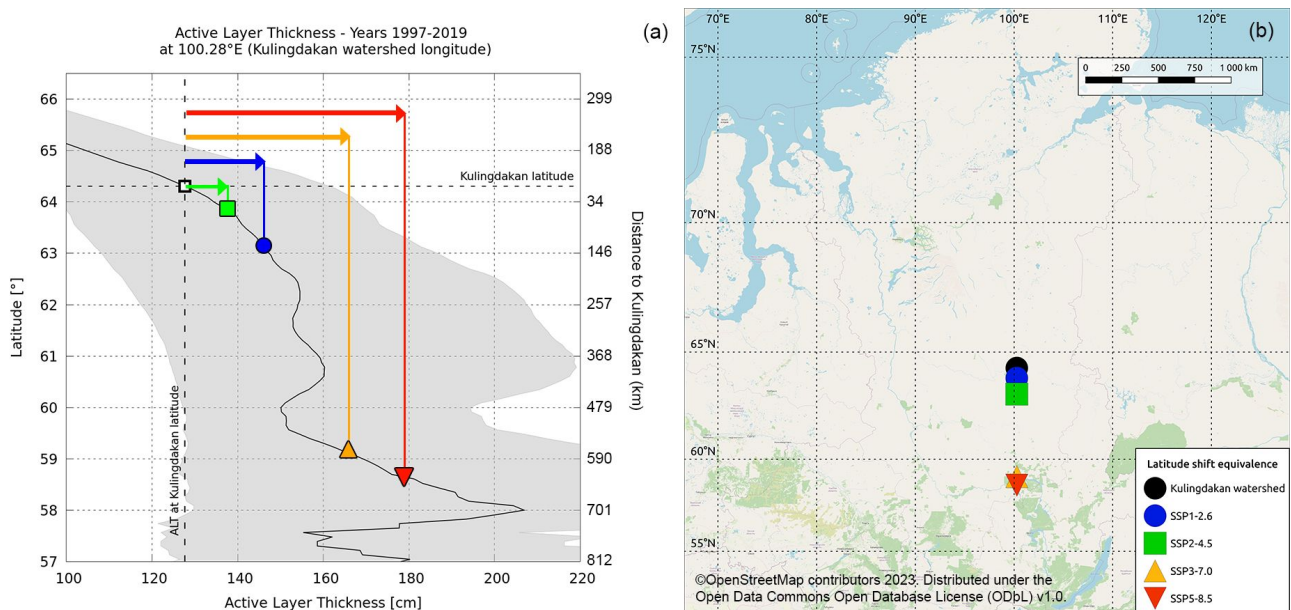 Active Layer Thickness - Years 1997-2019
at 100.28°E (Kulingdakan watershed longitude)
(a)
66
65
64
63
62
61
60
59
58
57
Latitude [°]
299
188
34
146
257
368
479
590
701
812
Distance to Kulingdakan (km)
Kulingdakan latitude
ALT at Kulingdakan latitude
100
120
140
160
180
200
220
Active Layer Thickness [cm]
70°E
80°E
90°E
100°E
110°E
120°E
(b)
75°N
70°N
65°N
60°N
55°N
0 250 500 750 1 000 km
Latitude shift equivalence
Kulingdakan watershed
SSP1-2.6
SSP2-4.5
SSP3-7.0
SSP5-8.5
©OpenStreetMap contributors 2023. Distributed under the
Open Data Commons Open Database License (ODbL) v1.0.